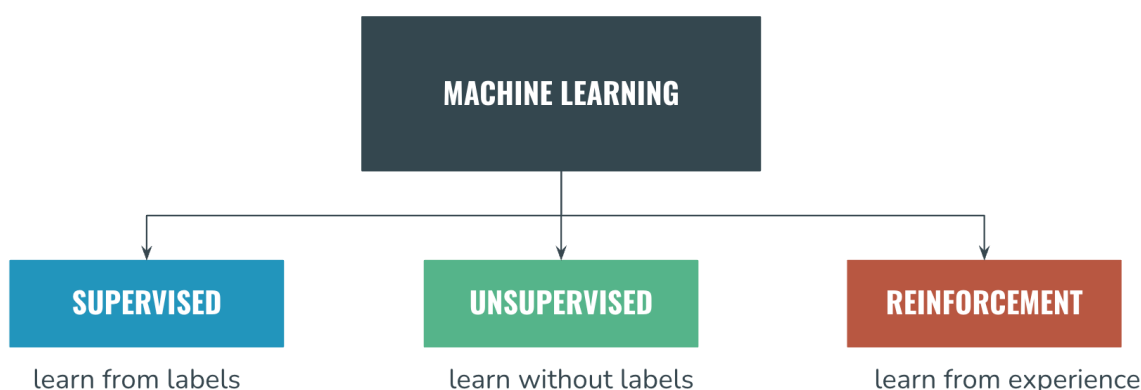 MACHINE LEARNING
SUPERVISED
UNSUPERVISED
REINFORCEMENT
learn from labels
learn without labels
learn from experience